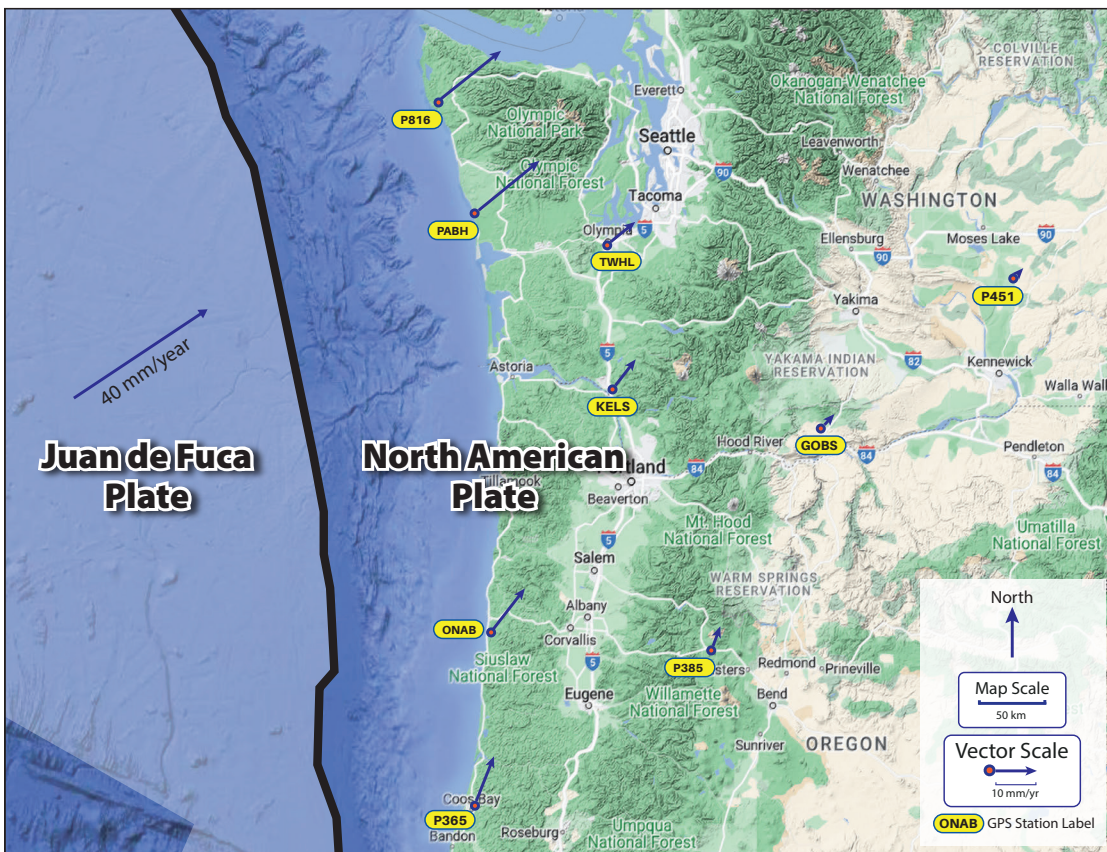 COLVILLE
RESERVATION
Okanogan-Wenatchee
National Forest
Everett
P816
Olympic
National Park
Seattle
Leavenworth
Wenatchee
90
Olympic
National Forest
Tacoma
WASHINGTON
PABH
Olympia
5
Ellensburg
90
Moses Lake
90
TWHL
P451
Yakima
40 mm/year
5
YAKAMA INDIAN
RESERVATION
82
Kennewick
Astoria
Walla Wall
KELS
GOBS
Hood River
84
Pendleton
84
Juan de Fuca
Plate
North American
Plate
tland
84
Tillamook
Beaverton
Mt. Hood
National Forest
Umatilla
National Forest
5
Salem
WARM SPRINGS
RESERVATION
North
Albany
ONAB
Corvallis
Siuslaw
National Forest
5
P385
sters
Redmond
Prineville
Map Scale
50 km
Eugene
Willamette
National Forest
Bend
Sunriver
OREGON
Vector Scale
10 mm/yr
Coos Bay
P365
Bandon
Roseburg
Umpqua
National Forest
ONAB
GPS Station Label